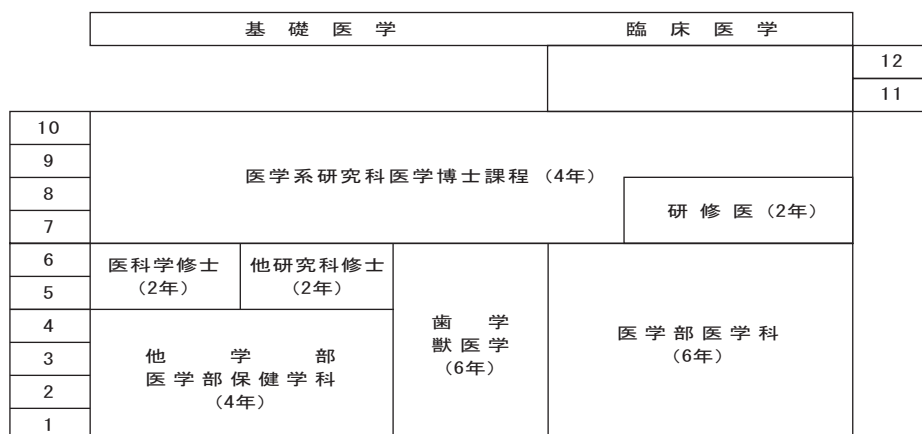 基礎医学 臨床医学
12
11
10
9
医学系研究科医学博士課程（4年）
8
研修医（2年）
7
6
医科学修士 他研究科修士
（2年） （2年）
5
4
歯学
獣医学
（6年）
医学部医学科
（6年）
3
他学部
医学部保健学科
（4年）
2
1